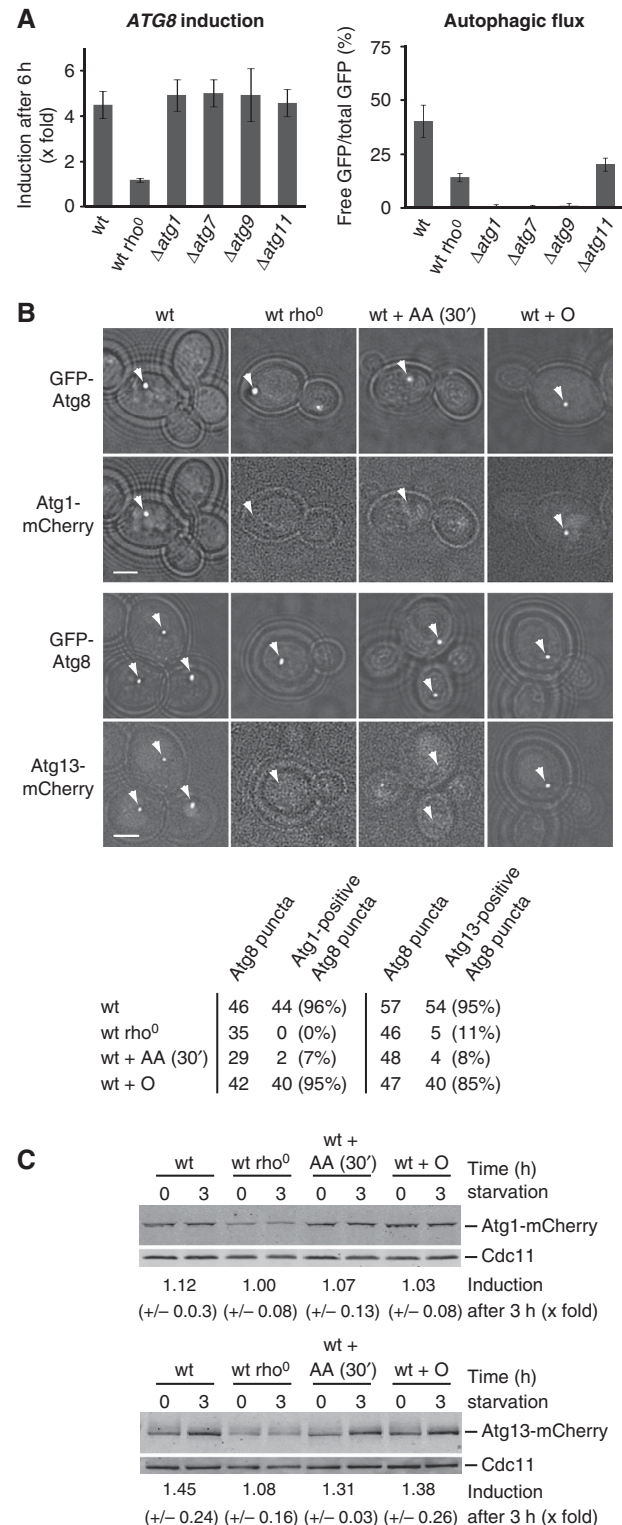 A
ATG8 induction
Autophagic flux
Induction after 6 h
(x fold)
6
4
2
0
wt
wt rho0
Δatg1
Δatg7
Δatg9
Δatg11
Free GFP/total GFP (%)
75
50
25
0
wt
wt rho0
Δatg1
Δatg7
Δatg9
Δatg11
B
wt wt rho0 wt + AA (30′) wt + O
GFP-
Atg8
Atg1-
mCherry
GFP-
Atg8
Atg13-
mCherry
Atg8 puncta
Atg1-positive
Atg8 puncta
Atg8 puncta
Atg13-positive
Atg8 puncta
wt 46 44 (96%) 57 54 (95%)
wt rho0 35 0 (0%) 46 5 (11%)
wt + AA (30′) 29 2 (7%) 48 4 (8%)
wt + O 42 40 (95%) 47 40 (85%)
C
wt wt rho0 wt + AA (30′) wt + O Time (h)
0 3 0 3 0 3 0 3 starvation
Atg1-mCherry
Cdc11
1.12 1.00 1.07 1.03 Induction
(+/– 0.0.3) (+/– 0.08) (+/– 0.13) (+/– 0.08) after 3 h (x fold)
wt wt rho0 wt + AA (30′) wt + O Time (h)
0 3 0 3 0 3 0 3 starvation
Atg13-mCherry
Cdc11
1.45 1.08 1.31 1.38 Induction
(+/– 0.24) (+/– 0.16) (+/– 0.03) (+/– 0.26) after 3 h (x fold)